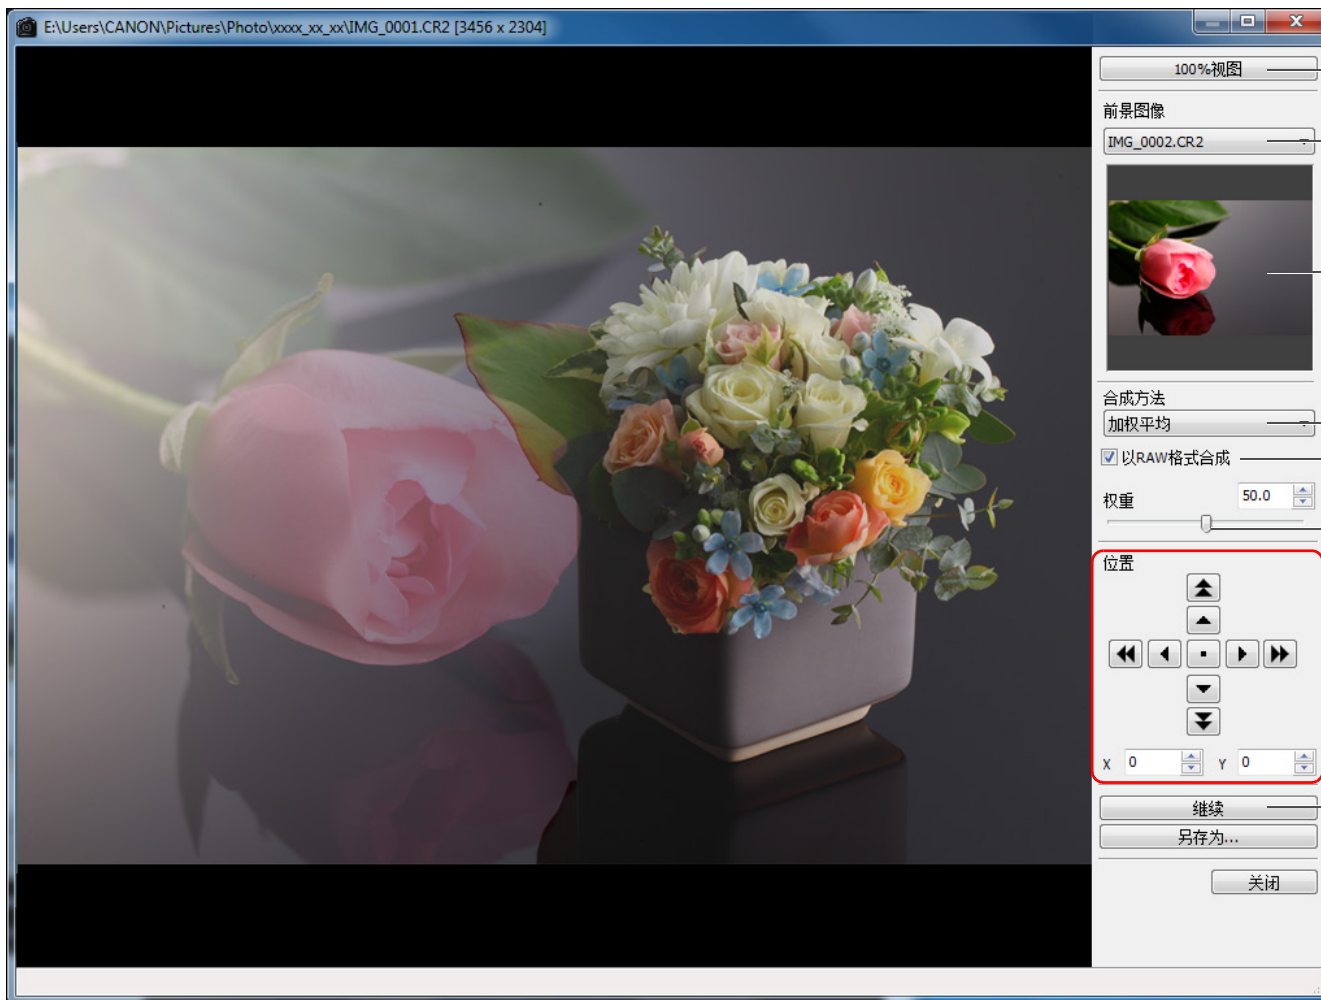 E:\Users\CANON\Pictures\Photo\xxxx_xx_xx\IMG_0001.CR2 [3456 x 2304]
100%视图
前景图像
IMG_0002.CR2
合成方法
加权平均
以RAW格式合成
权重 50.0
位置
X 0 Y 0
继续
另存为...
关闭